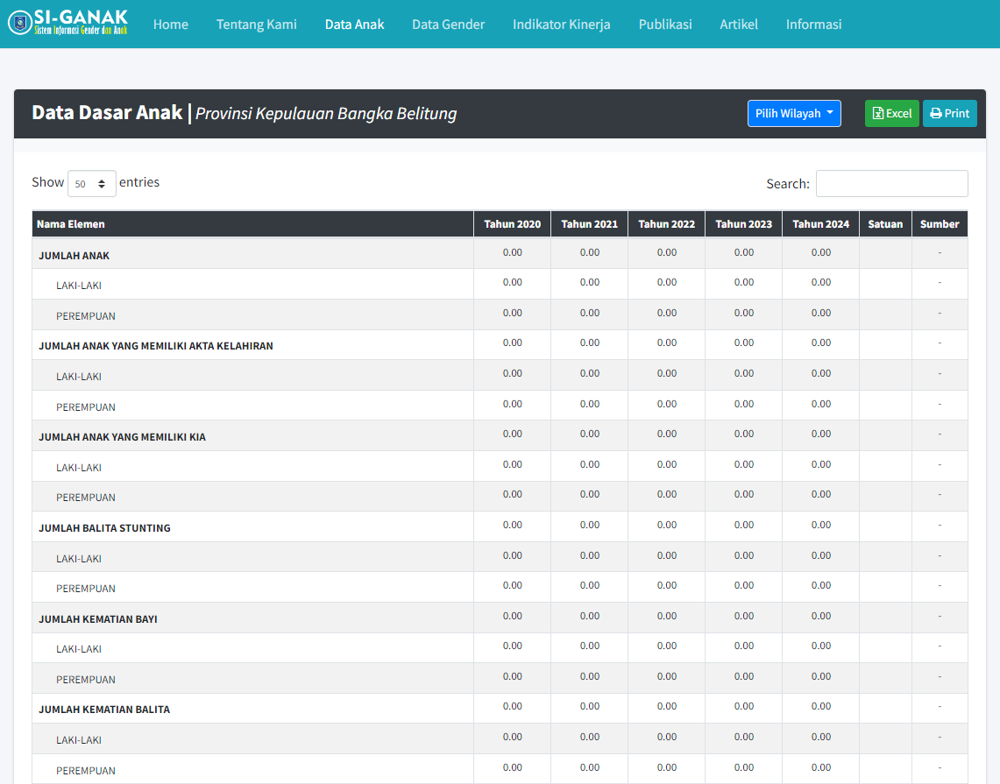 SI-GANAK
Sistem Informasi Gender dan Anak
Home Tentang Kami Data Anak Data Gender Indikator Kinerja Publikasi Artikel Informasi
Data Dasar Anak | Provinsi Kepulauan Bangka Belitung Pilih Wilayah Excel Print
Show 50 entries Search:
Nama Elemen Tahun 2020 Tahun 2021 Tahun 2022 Tahun 2023 Tahun 2024 Satuan Sumber
JUMLAH ANAK 0.00 0.00 0.00 0.00 0.00 -
LAKI-LAKI 0.00 0.00 0.00 0.00 0.00 -
PEREMPUAN 0.00 0.00 0.00 0.00 0.00 -
JUMLAH ANAK YANG MEMILIKI AKTA KELAHIRAN 0.00 0.00 0.00 0.00 0.00 -
LAKI-LAKI 0.00 0.00 0.00 0.00 0.00 -
PEREMPUAN 0.00 0.00 0.00 0.00 0.00 -
JUMLAH ANAK YANG MEMILIKI KIA 0.00 0.00 0.00 0.00 0.00 -
LAKI-LAKI 0.00 0.00 0.00 0.00 0.00 -
PEREMPUAN 0.00 0.00 0.00 0.00 0.00 -
JUMLAH BALITA STUNTING 0.00 0.00 0.00 0.00 0.00 -
LAKI-LAKI 0.00 0.00 0.00 0.00 0.00 -
PEREMPUAN 0.00 0.00 0.00 0.00 0.00 -
JUMLAH KEMATIAN BAYI 0.00 0.00 0.00 0.00 0.00 -
LAKI-LAKI 0.00 0.00 0.00 0.00 0.00 -
PEREMPUAN 0.00 0.00 0.00 0.00 0.00 -
JUMLAH KEMATIAN BALITA 0.00 0.00 0.00 0.00 0.00 -
LAKI-LAKI 0.00 0.00 0.00 0.00 0.00 -
PEREMPUAN 0.00 0.00 0.00 0.00 0.00 -